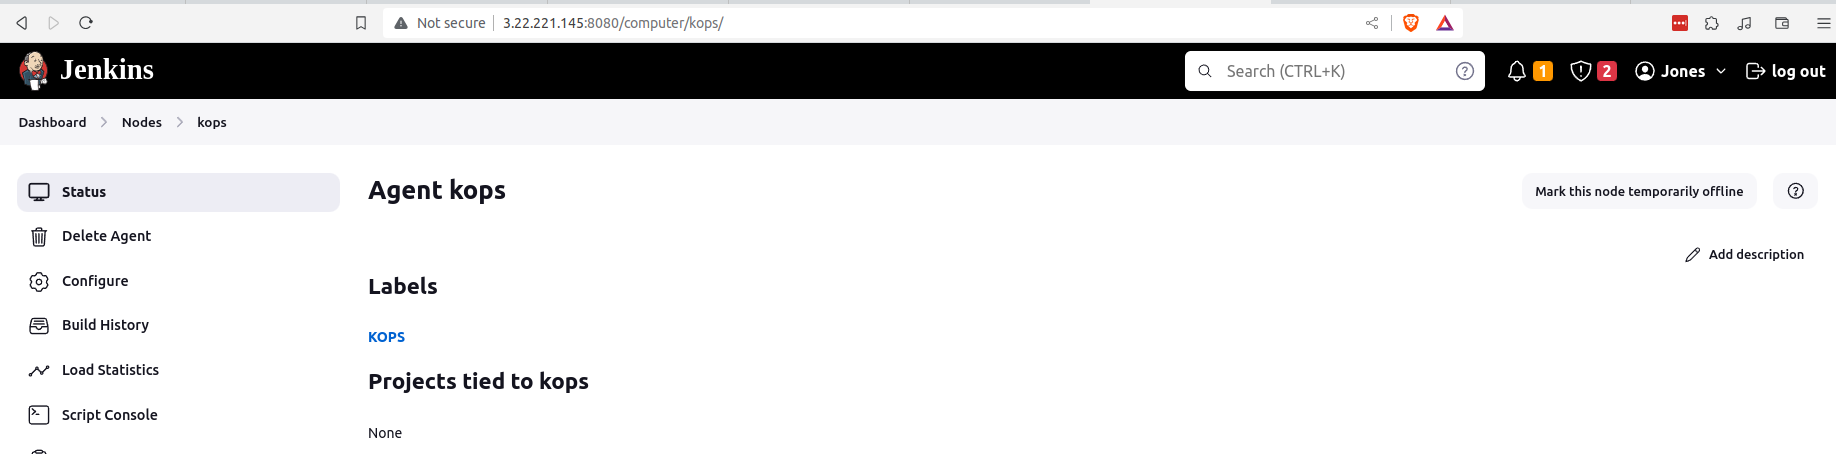 Not secure 3.22.221.145:8080/computer/kops/
Jenkins Search (CTRL+K) 1 2 Jones log out
Dashboard Nodes kops
Status
Delete Agent
Configure
Build History
Load Statistics
Script Console
Agent kops
Mark this node temporarily offline
Add description
Labels
KOPS
Projects tied to kops
None